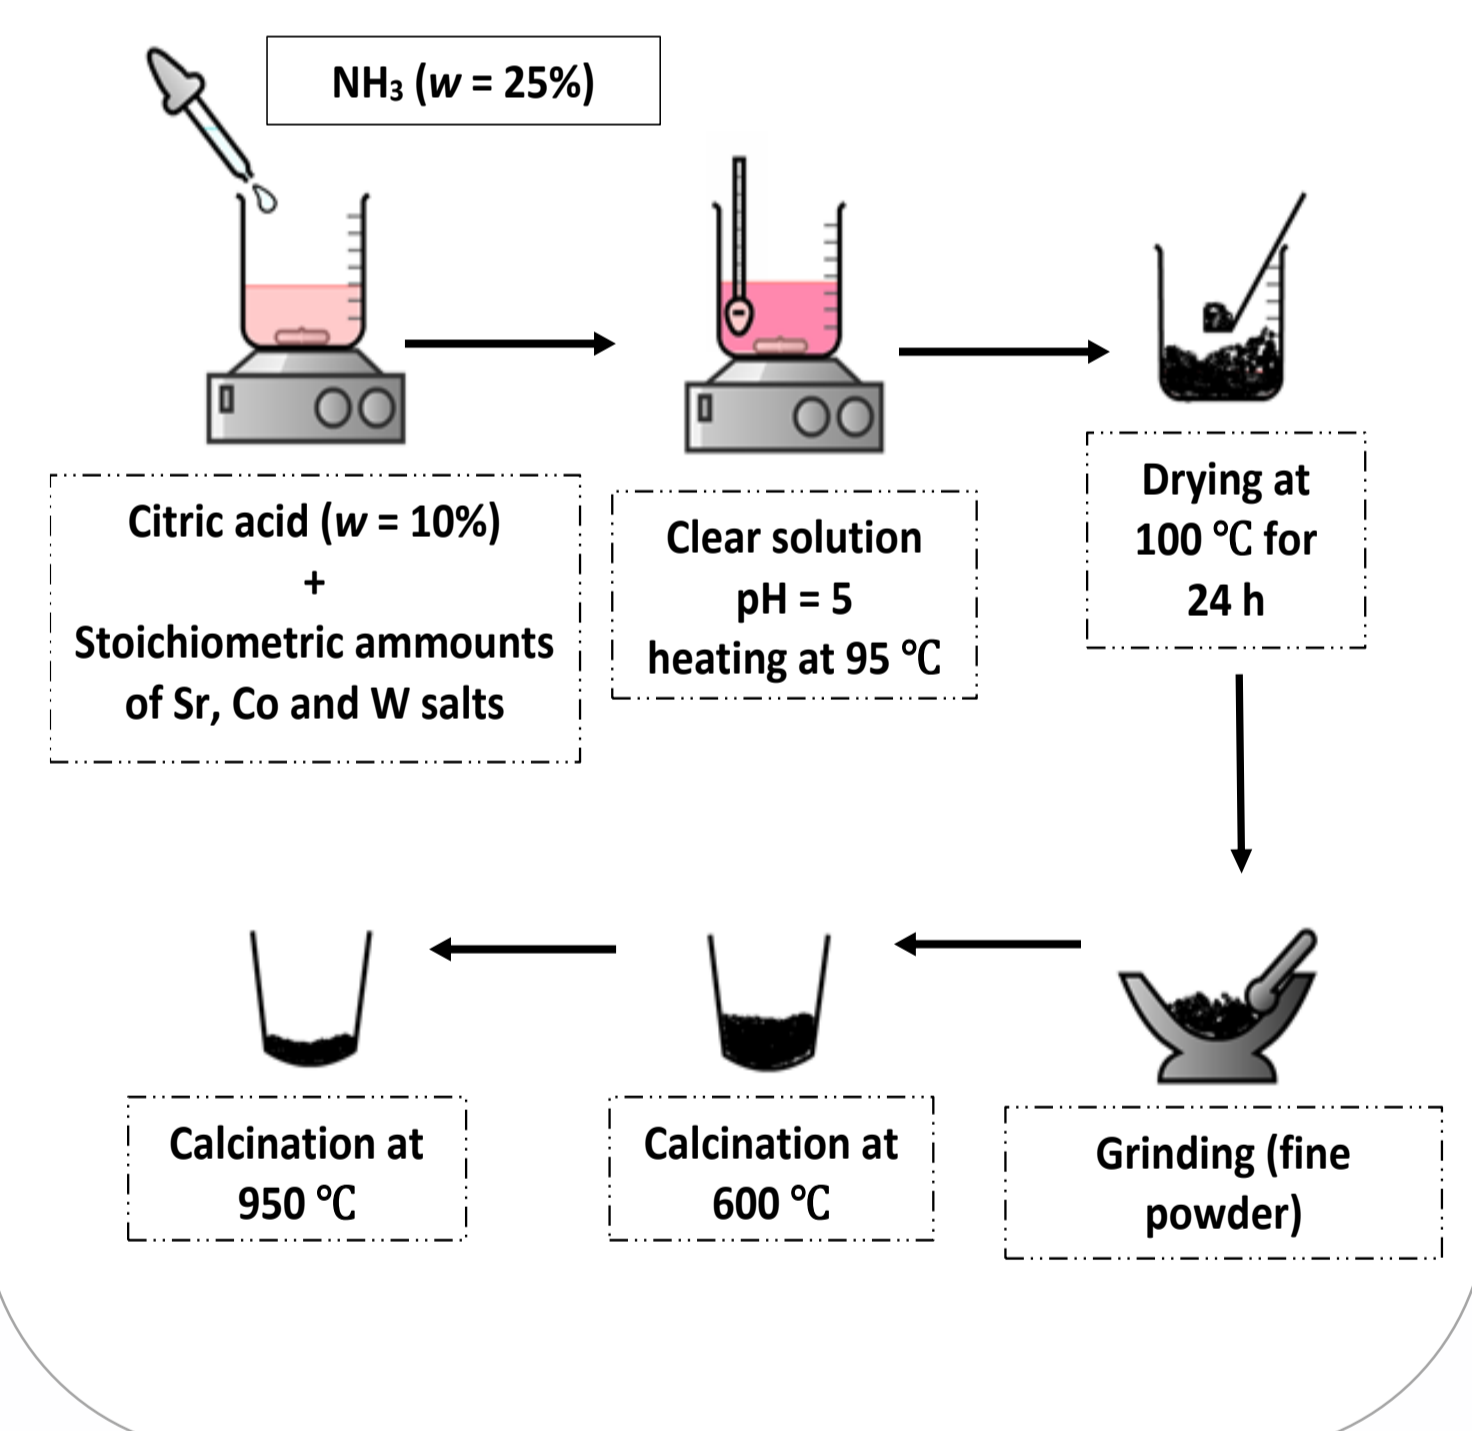 NH₃ (w = 25%)
Citric acid (w = 10%)
+
Stoichiometric ammounts
of Sr, Co and W salts
Clear solution
pH = 5
heating at 95 ℃
Drying at
100 ℃ for
24 h
Grinding (fine
powder)
Calcination at
600 ℃
Calcination at
950 ℃